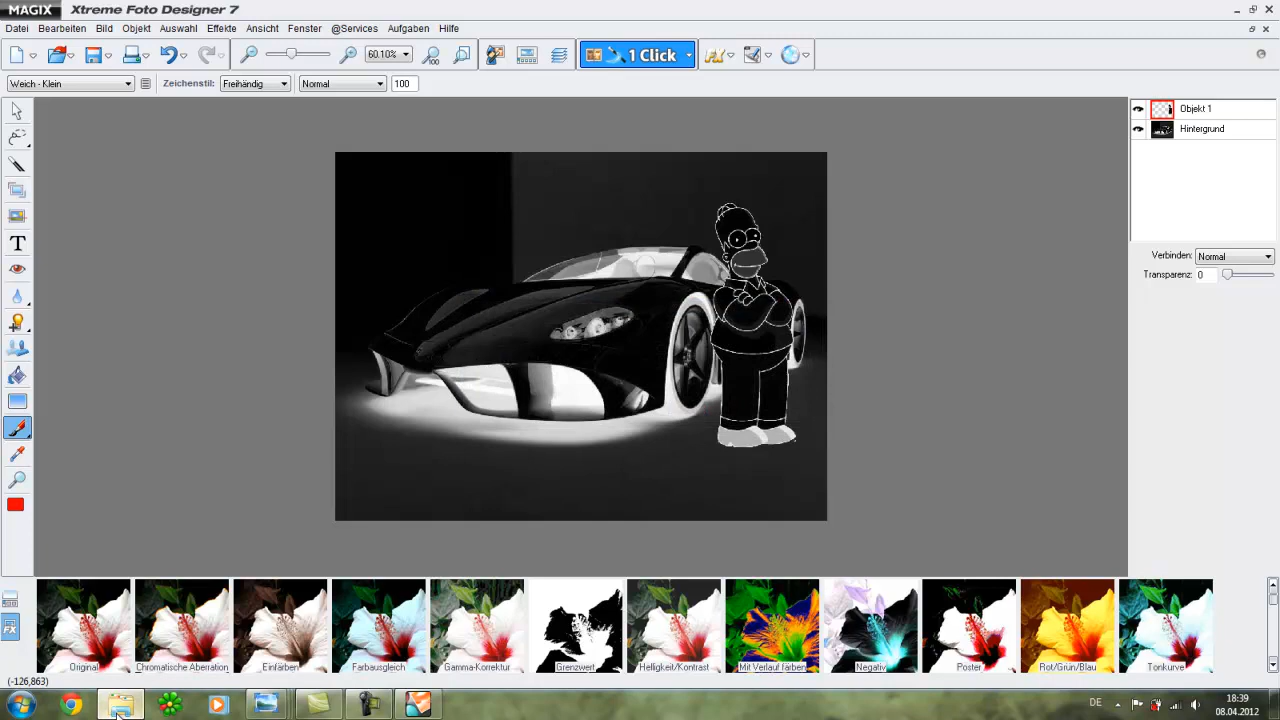 MAGIX Xtreme Foto Designer 7
Datei Bearbeiten Bild Objekt Auswahl Effekte Ansicht Fenster @Services Aufgaben Hilfe
60.10% 1 Click
Weich - Klein Zeichenstil: Freihändig Normal 100
Objekt 1
Hintergrund
Verbinden: Normal
Transparenz: 0
T
Original Chromatische Aberration Einfärben Farbausgleich Gamma-Korrektur Grenzwert Helligkeit/Kontrast Mit Verlauf färben Negativ Poster Rot/Grün/Blau Tonkurve
FX
(-126,863)
DE 18:39
08.04.2012